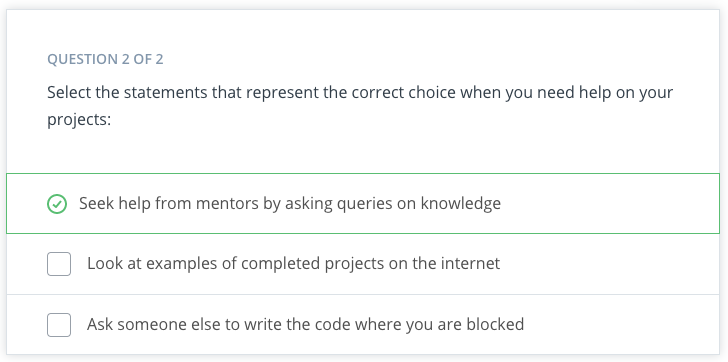 QUESTION 2 OF 2
Select the statements that represent the correct choice when you need help on your
projects:
Seek help from mentors by asking queries on knowledge
Look at examples of completed projects on the internet
Ask someone else to write the code where you are blocked